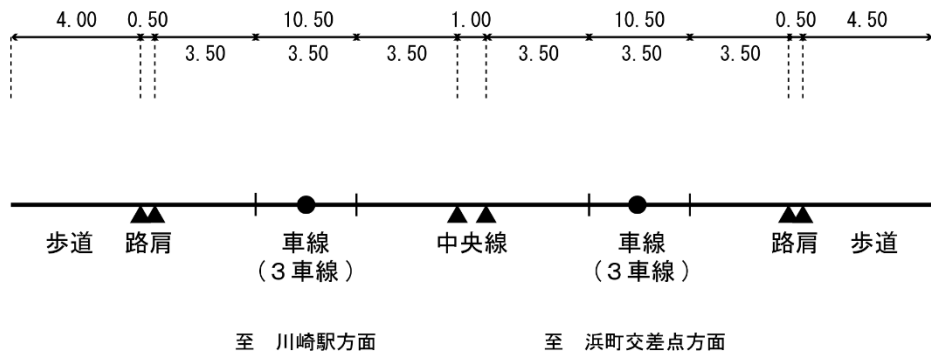 4.00 0.50 10.50 1.00 10.50 0.50 4.50
3.50 3.50 3.50 3.50 3.50 3.50
歩道 路肩 車線 中央線 車線 路肩 歩道
（３車線） （３車線）
至 川崎駅方面 至 浜町交差点方面